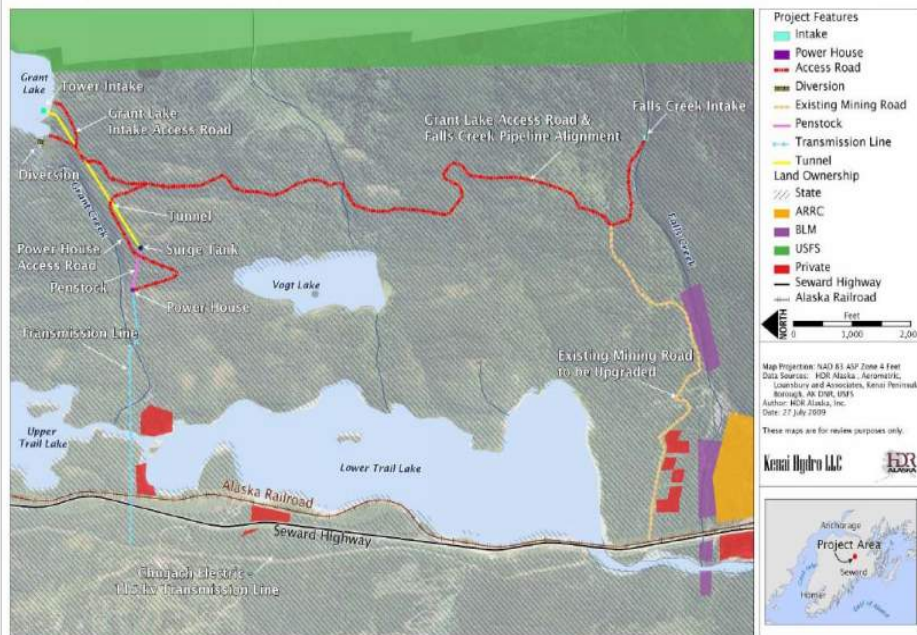 Grant
Lake
Tower Intake
Grant Lake
Intake Access Road
Diversion
Grant Creek
Tunnel
Power House
Access Road
Surge Tank
Penstock
Power House
Transmission Line
Grant Lake Access Road &
Falls Creek Pipeline Alignment
Falls Creek Intake
Falls Creek
Vogt Lake
Existing Mining Road
to be Upgraded
Upper
Trail Lake
Lower Trail Lake
Alaska Railroad
Seward Highway
Chugach Electric -
115 kv Transmission Line
Project Features
Intake
Power House
Access Road
Diversion
Existing Mining Road
Penstock
Transmission Line
Tunnel
Land Ownership
State
ARRC
BLM
USFS
Private
Seward Highway
Alaska Railroad
NORTH
Feet
0 1,000 2,00
Map Projection: NAD 83 ASP Zone 4 Feet
Data Sources: HDR Alaska, Aerometric,
Lounsbury and Associates, Kenai Peninsula
Borough, AK DNR, USFS
Author: HDR Alaska, Inc.
Date: 27 July 2009
These maps are for review purposes only.
Kenai Hydro LLC
HDR
ALASKA
Anchorage
Project Area
Seward
Homer
Gulf of Alaska